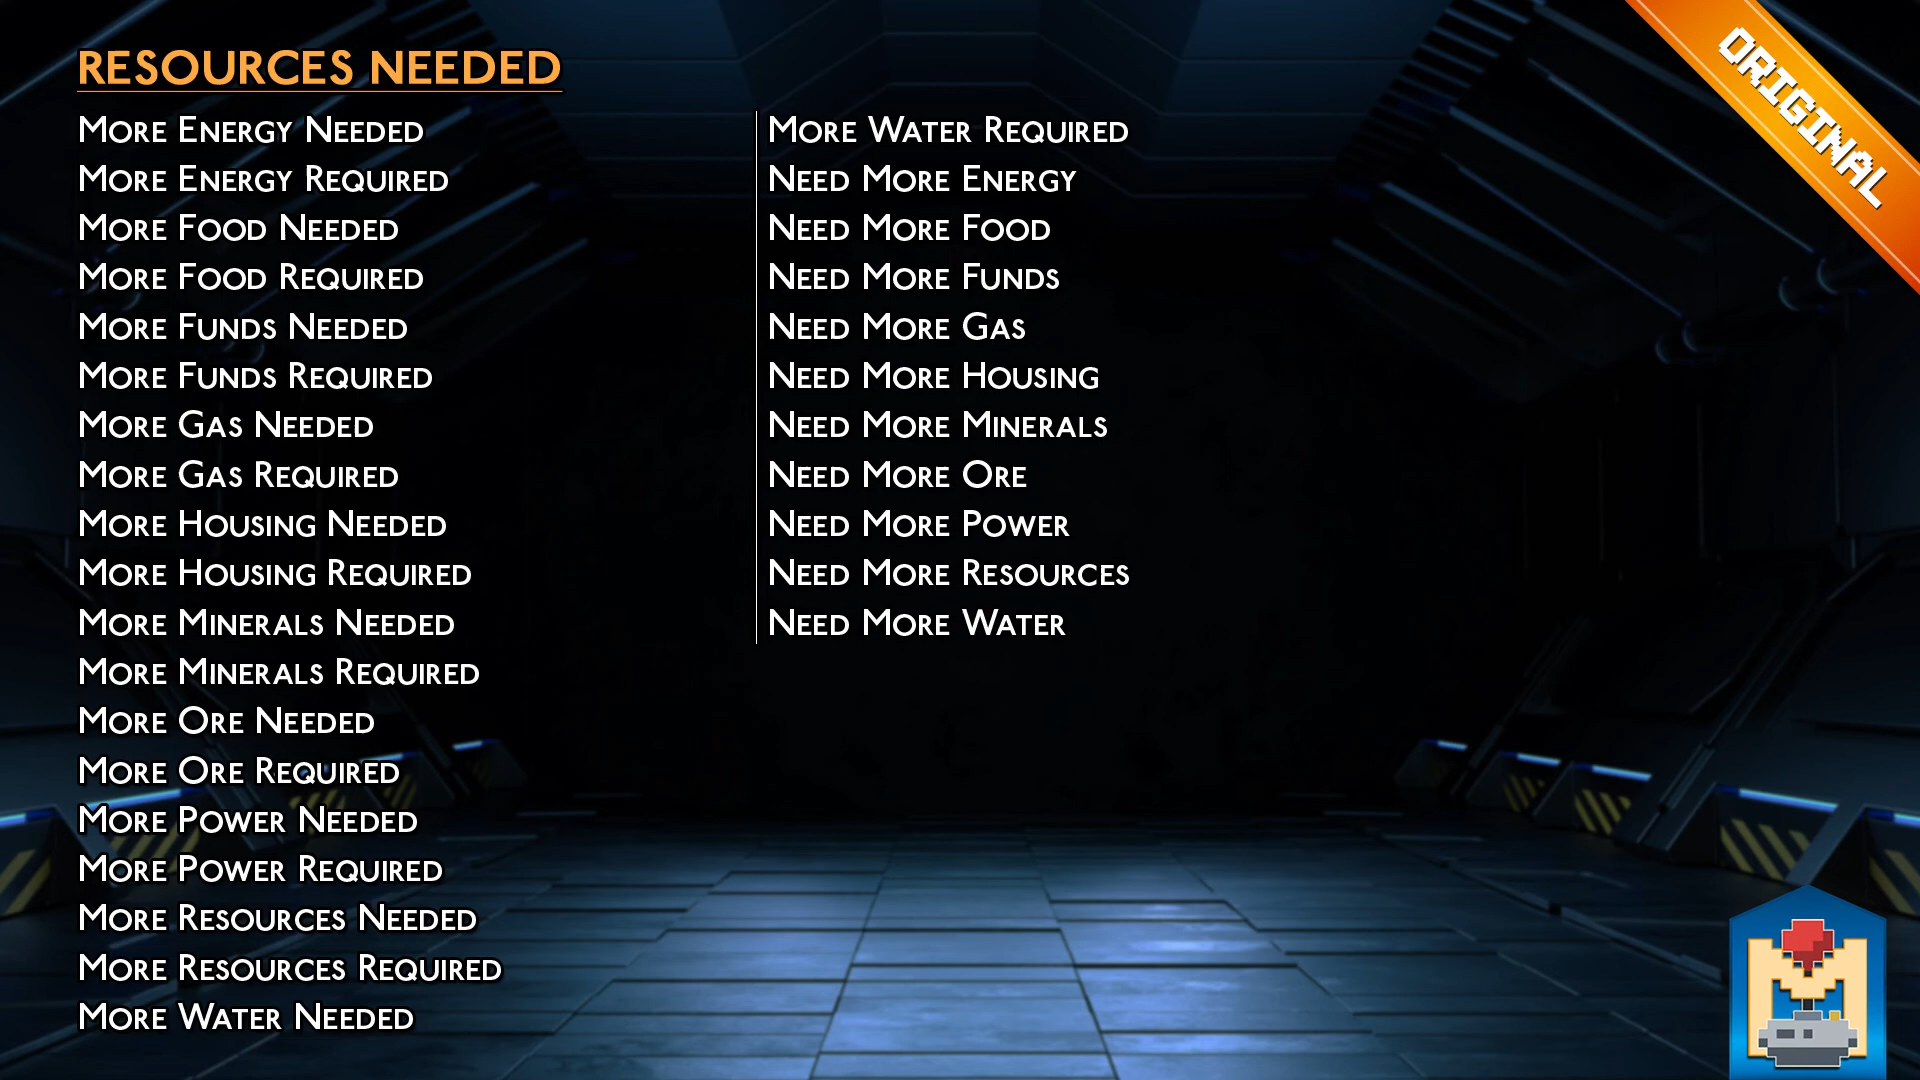 RESOURCES NEEDED
More Energy Needed
More Energy Required
More Food Needed
More Food Required
More Funds Needed
More Funds Required
More Gas Needed
More Gas Required
More Housing Needed
More Housing Required
More Minerals Needed
More Minerals Required
More Ore Needed
More Ore Required
More Power Needed
More Power Required
More Resources Needed
More Resources Required
More Water Needed
More Water Required
Need More Energy
Need More Food
Need More Funds
Need More Gas
Need More Housing
Need More Minerals
Need More Ore
Need More Power
Need More Resources
Need More Water
ORIGINAL